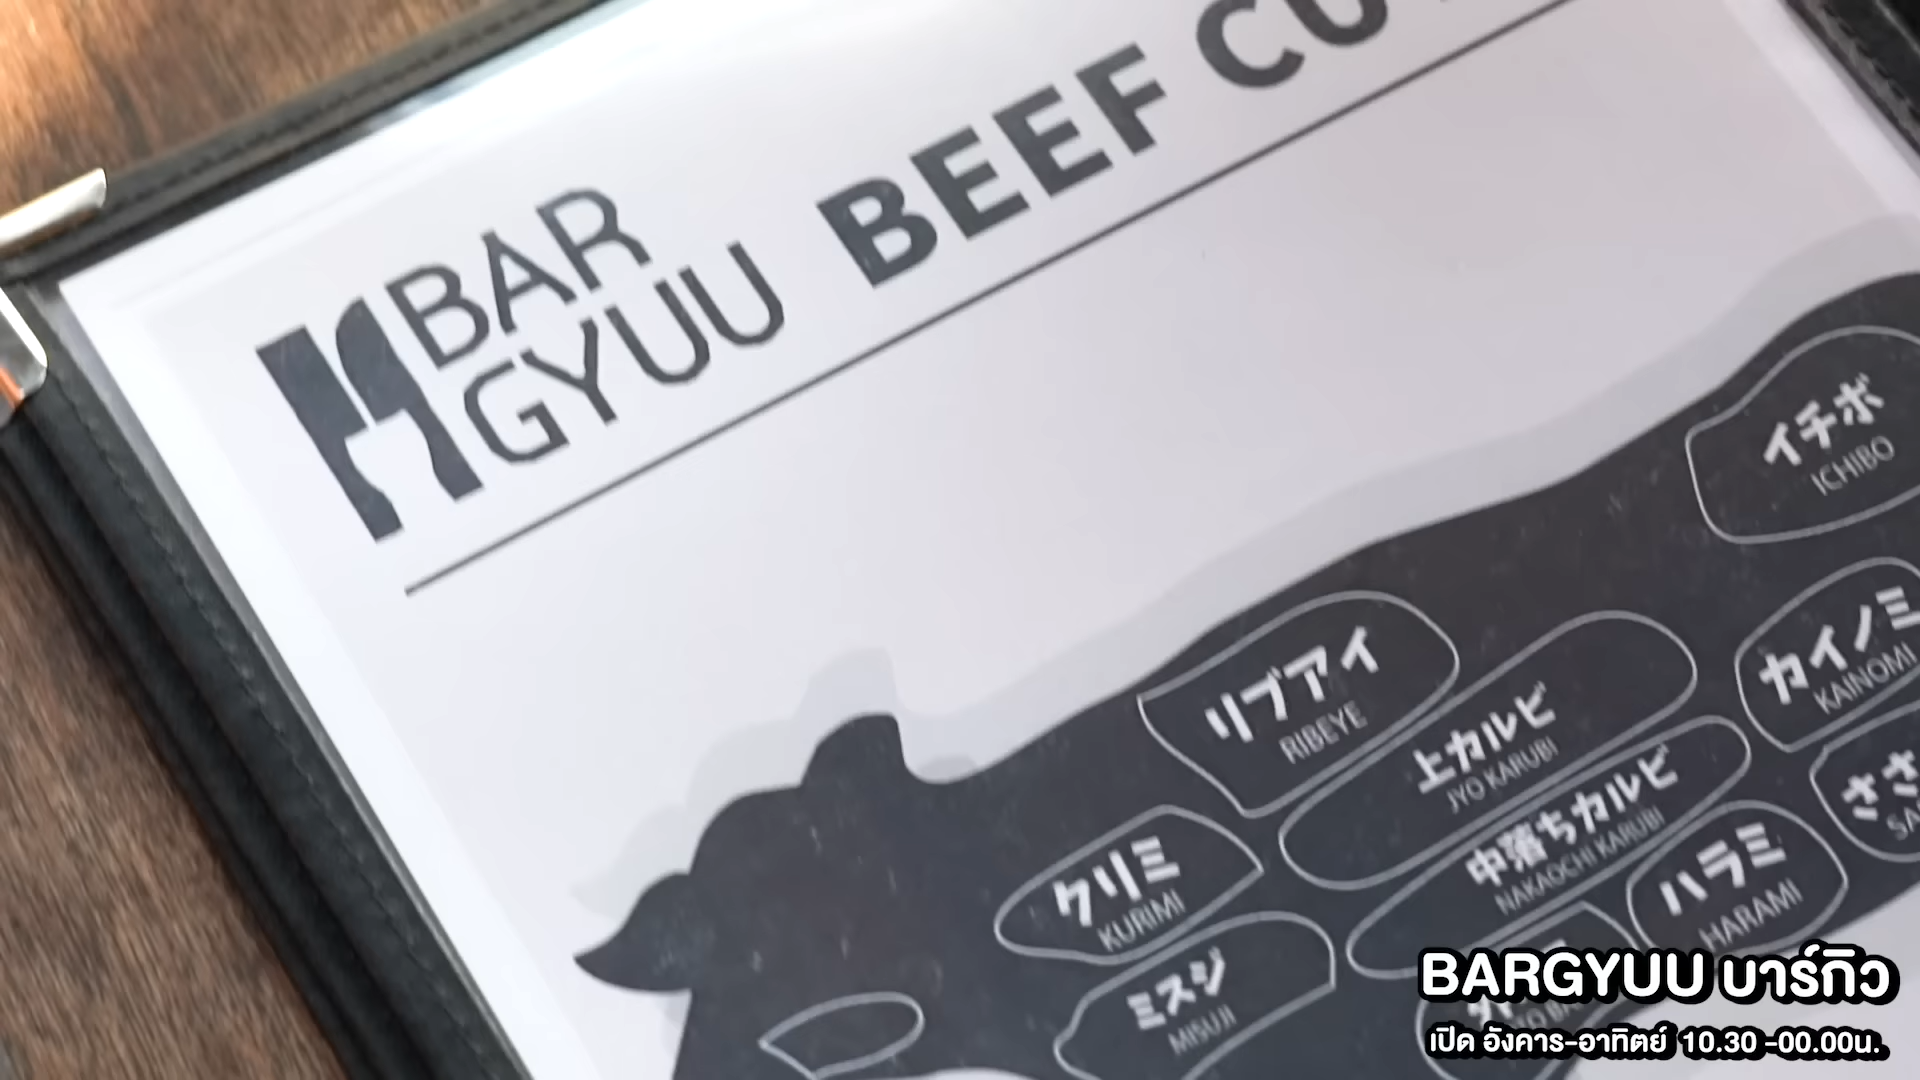 BAR
GYUU
BEEF
イチボ
ICHIBO
リブアイ
RIBEYE
上カルビ
JYO KARUBI
カイノミ
KAINOMI
中落ちカルビ
NAKAOCHI KARUBI
クリミ
KURIMI
ハラミ
HARAMI
ミスジ
MISUJI
BARGYUU บาร์กิว
เปิด อังคาร-อาทิตย์ 10.30 -00.00น.